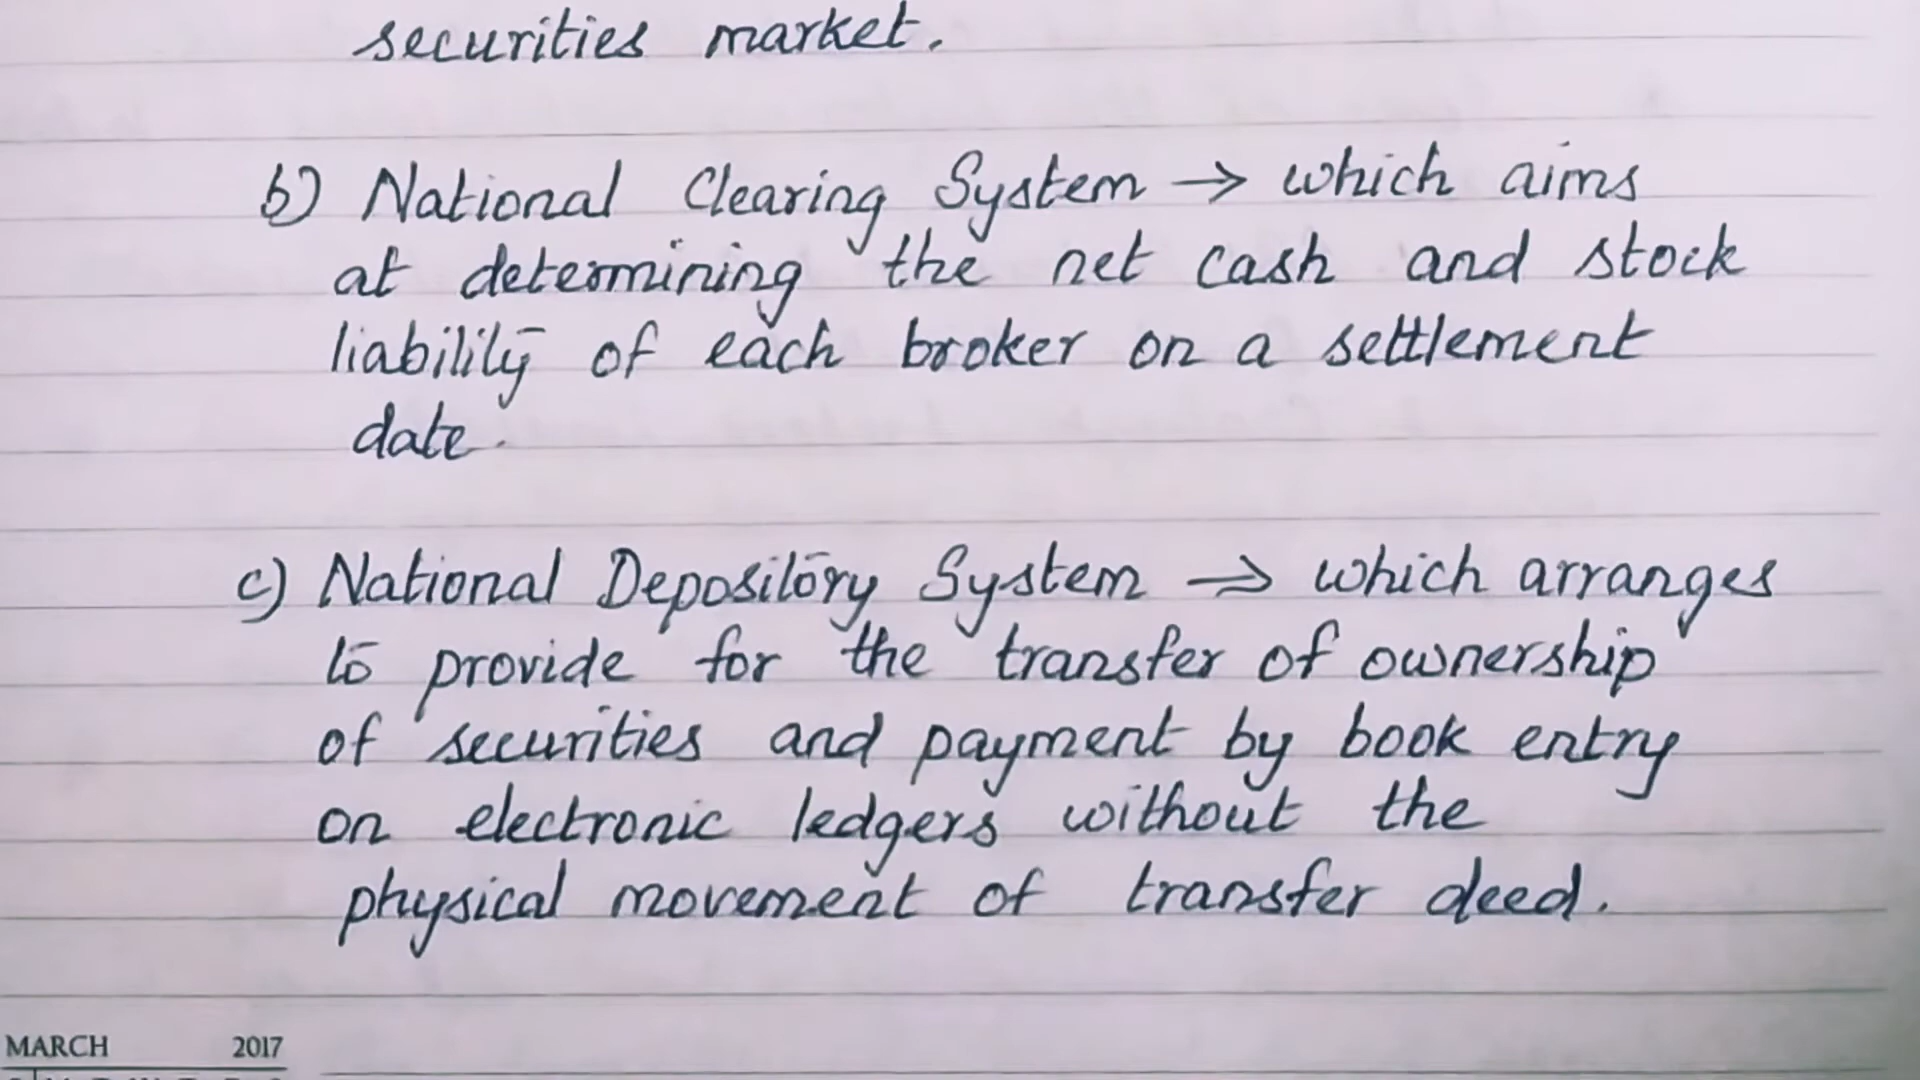 securities market.
b) National Clearing System → which aims
at determining the net cash and stock
liability of each broker on a settlement
date.
c) National Depository System ⇒ which arranges
to provide for the transfer of ownership
of securities and payment by book entry
on electronic ledgers without the
physical movement of transfer deed.
MARCH 2017